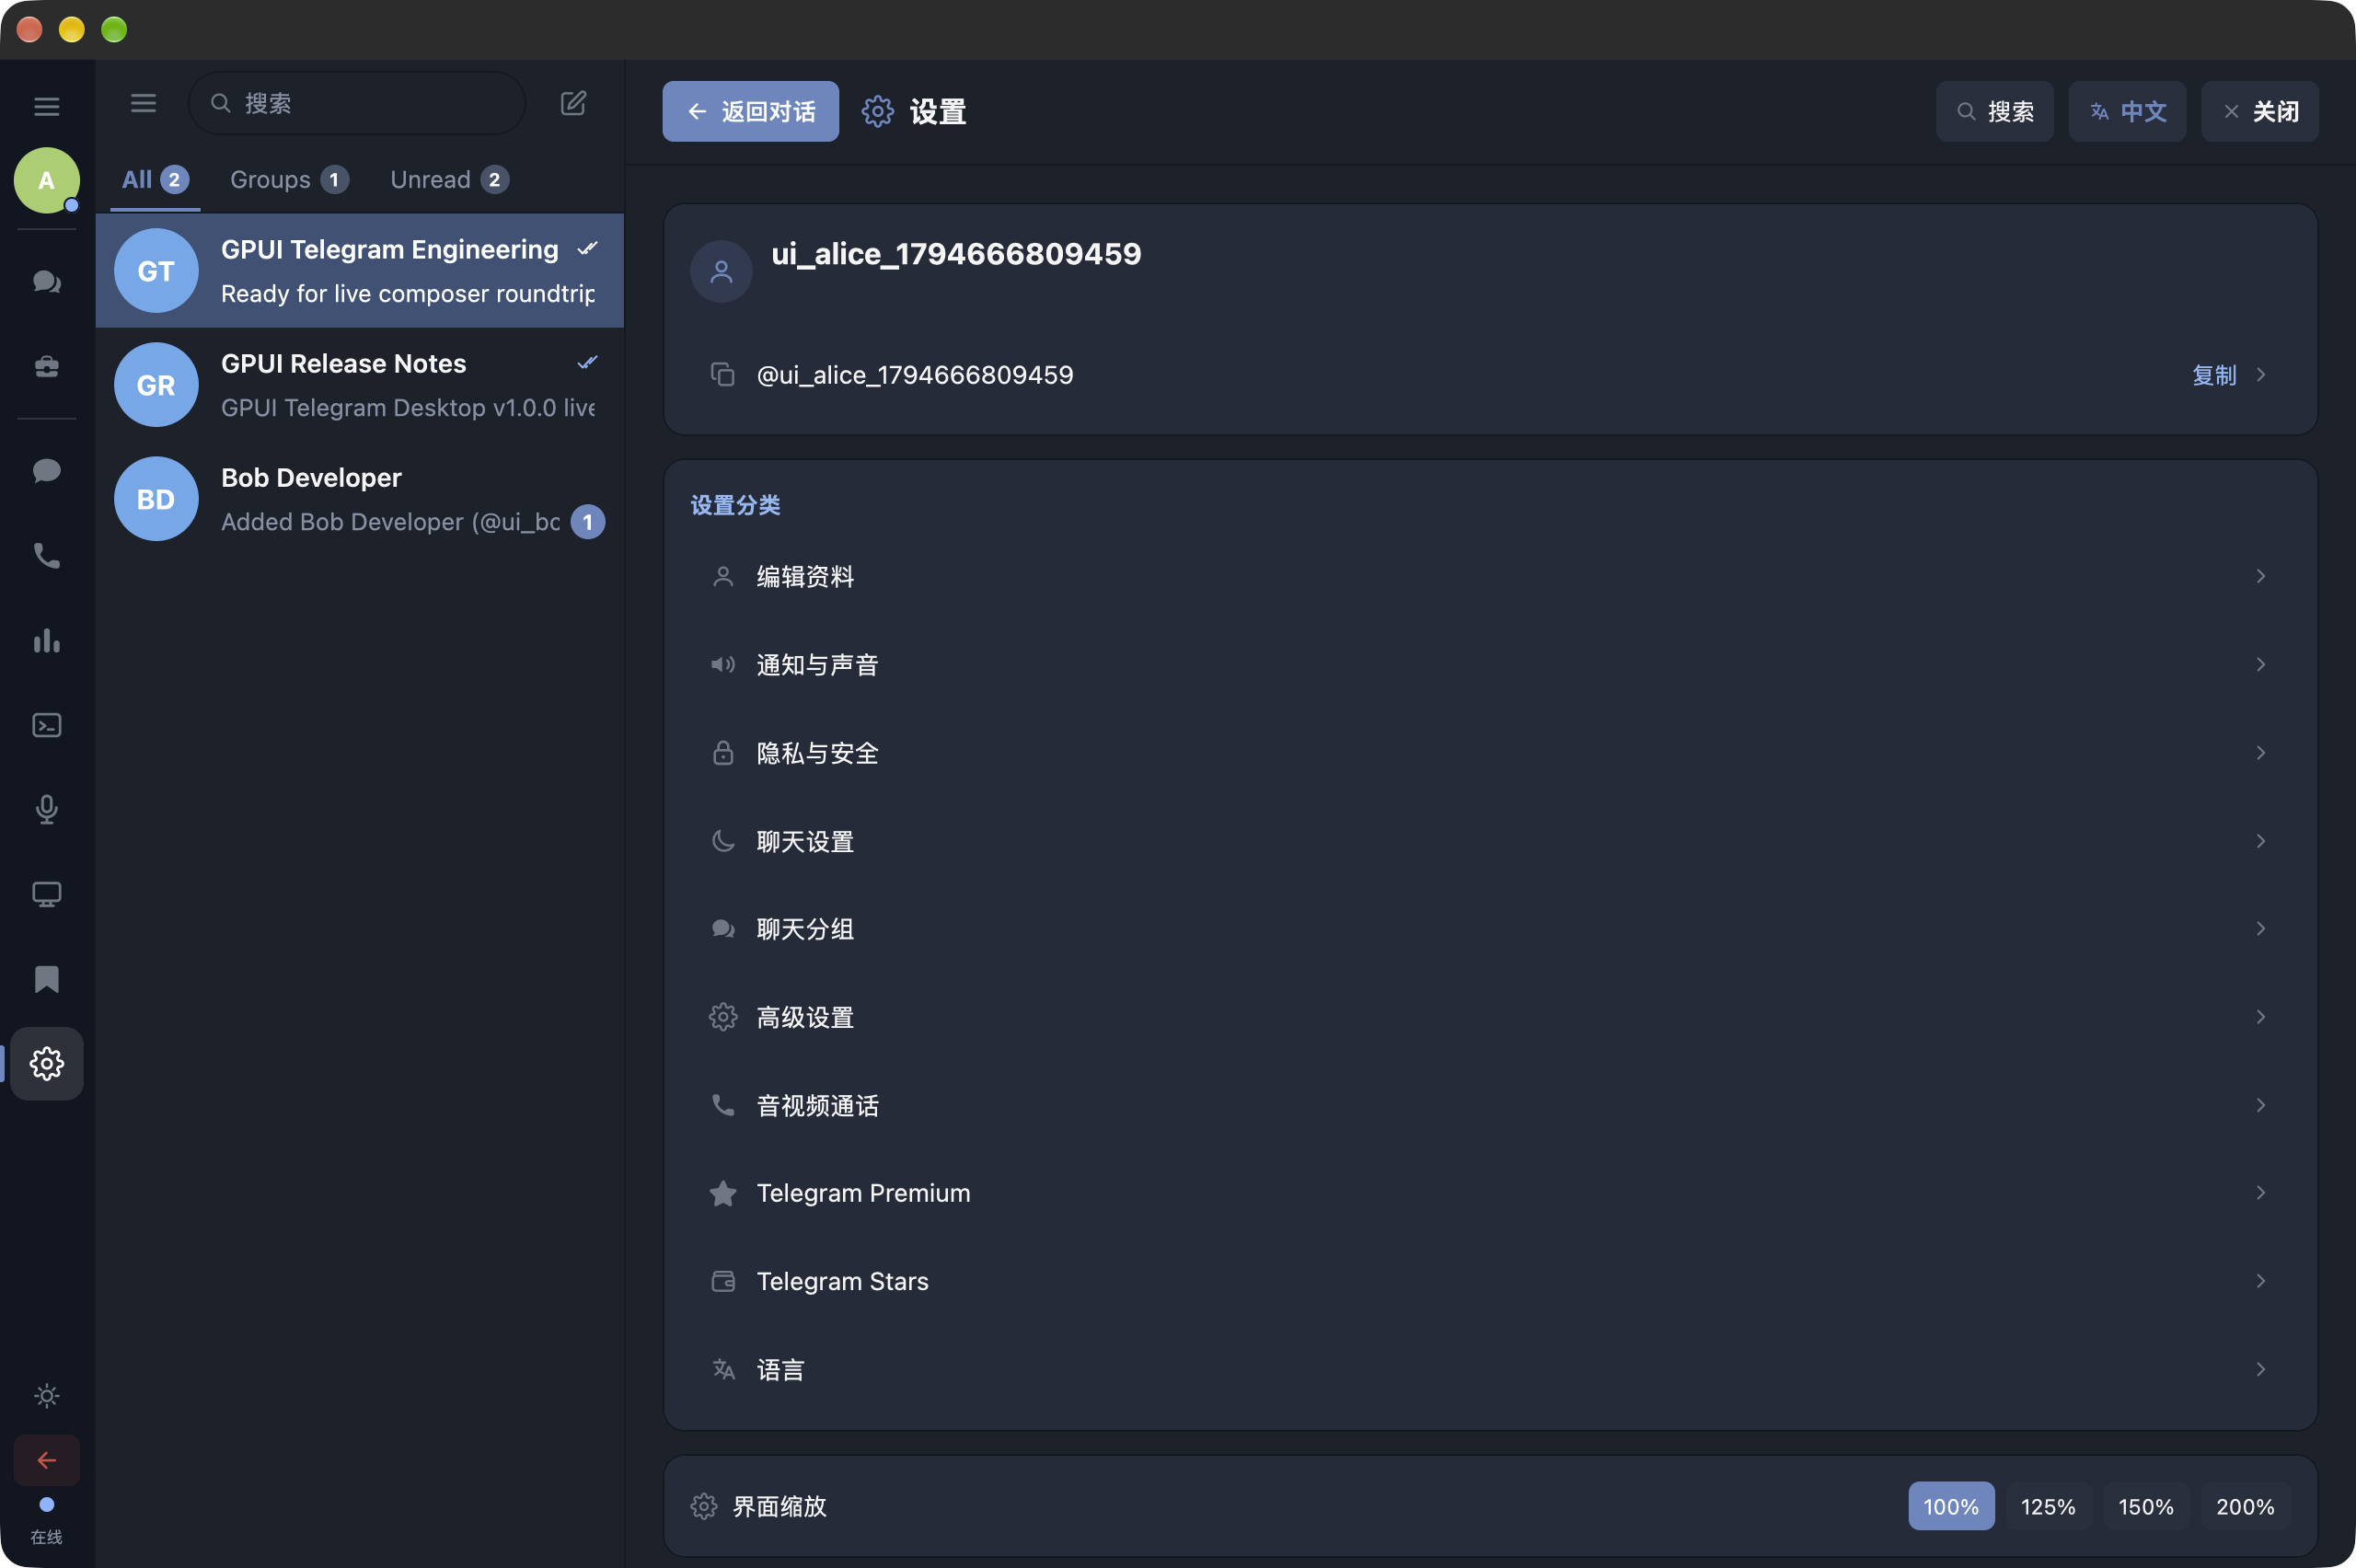 搜索
返回对话
设置
搜索
中文
关闭
A
All 2
Groups 1
Unread 2
GT
GPUI Telegram Engineering
Ready for live composer roundtrip
GR
GPUI Release Notes
GPUI Telegram Desktop v1.0.0 live
BD
Bob Developer
Added Bob Developer (@ui_bo
1
ui_alice_1794666809459
@ui_alice_1794666809459
复制
设置分类
编辑资料
通知与声音
隐私与安全
聊天设置
聊天分组
高级设置
音视频通话
Telegram Premium
Telegram Stars
语言
界面缩放
100%
125%
150%
200%
在线